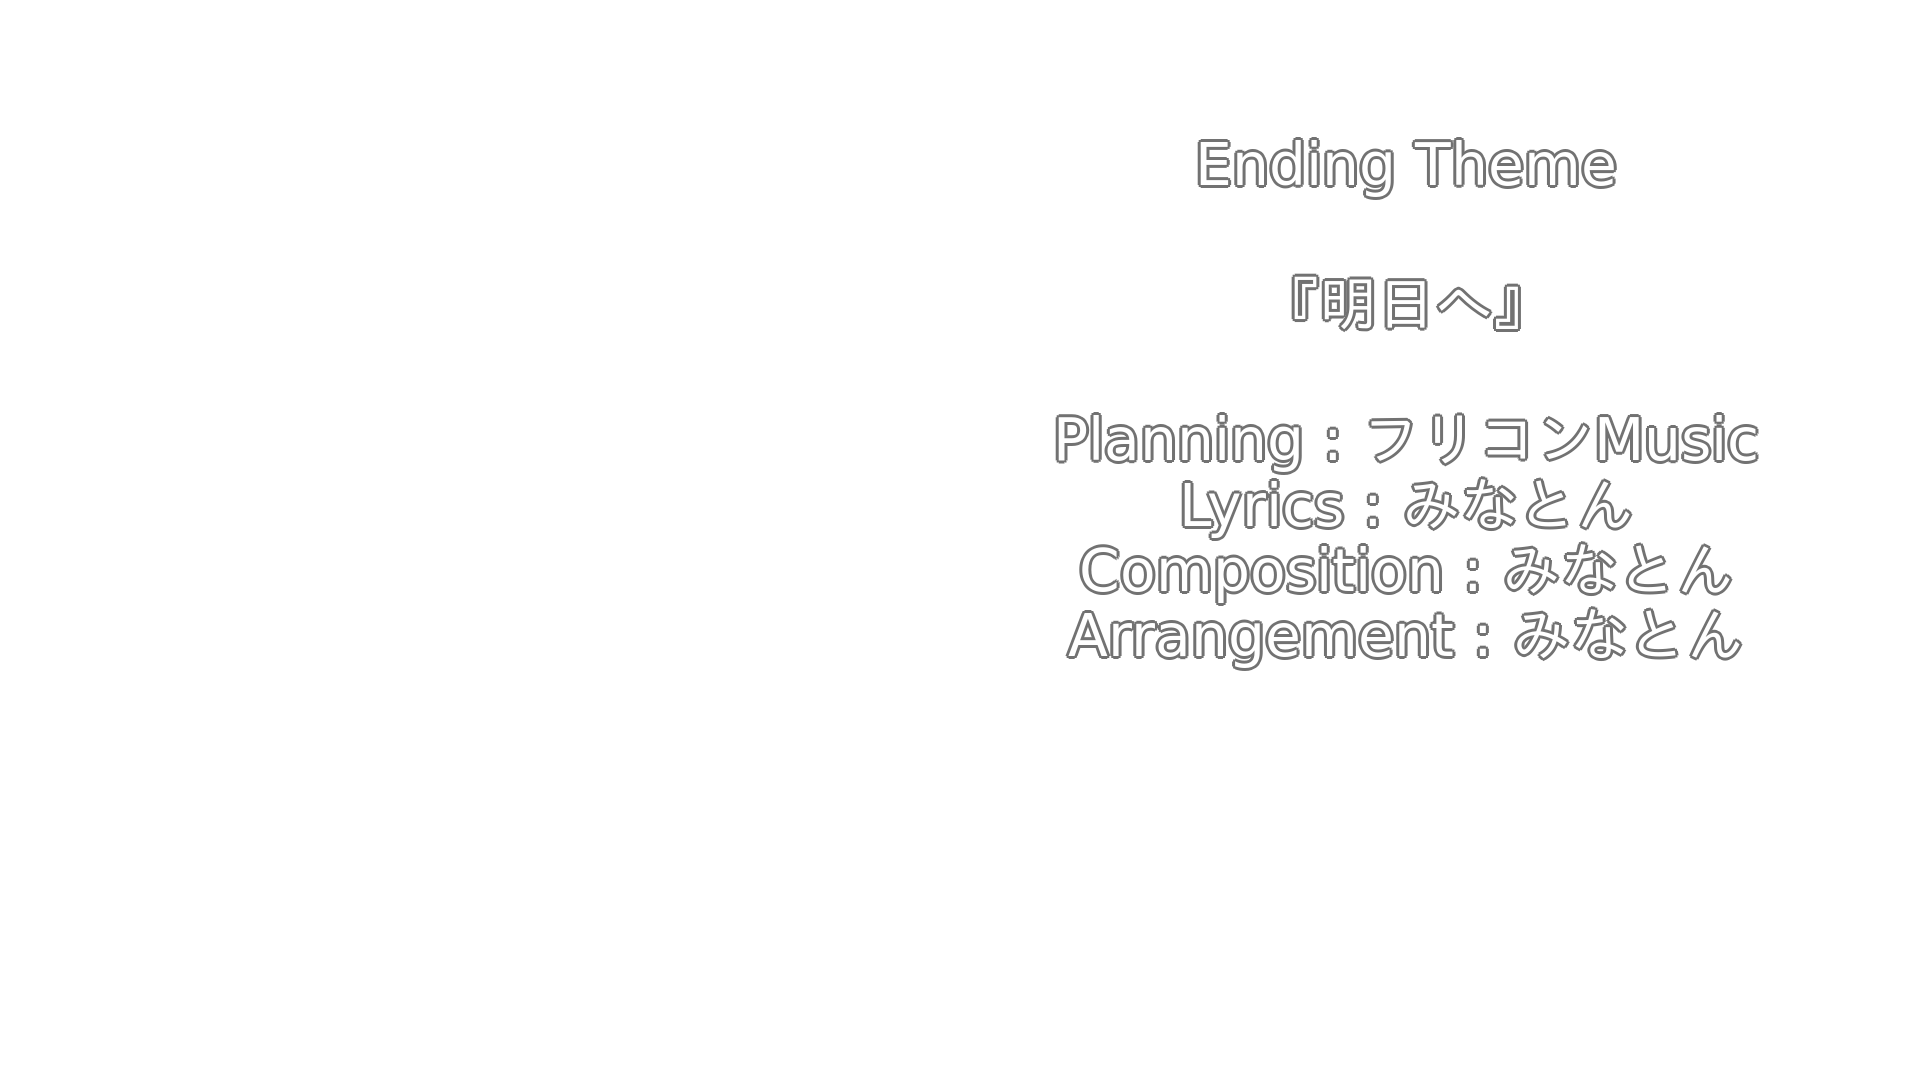 Ending Theme
『明日へ』
Planning : フリコンMusic
Lyrics : みなとん
Composition : みなとん
Arrangement : みなとん